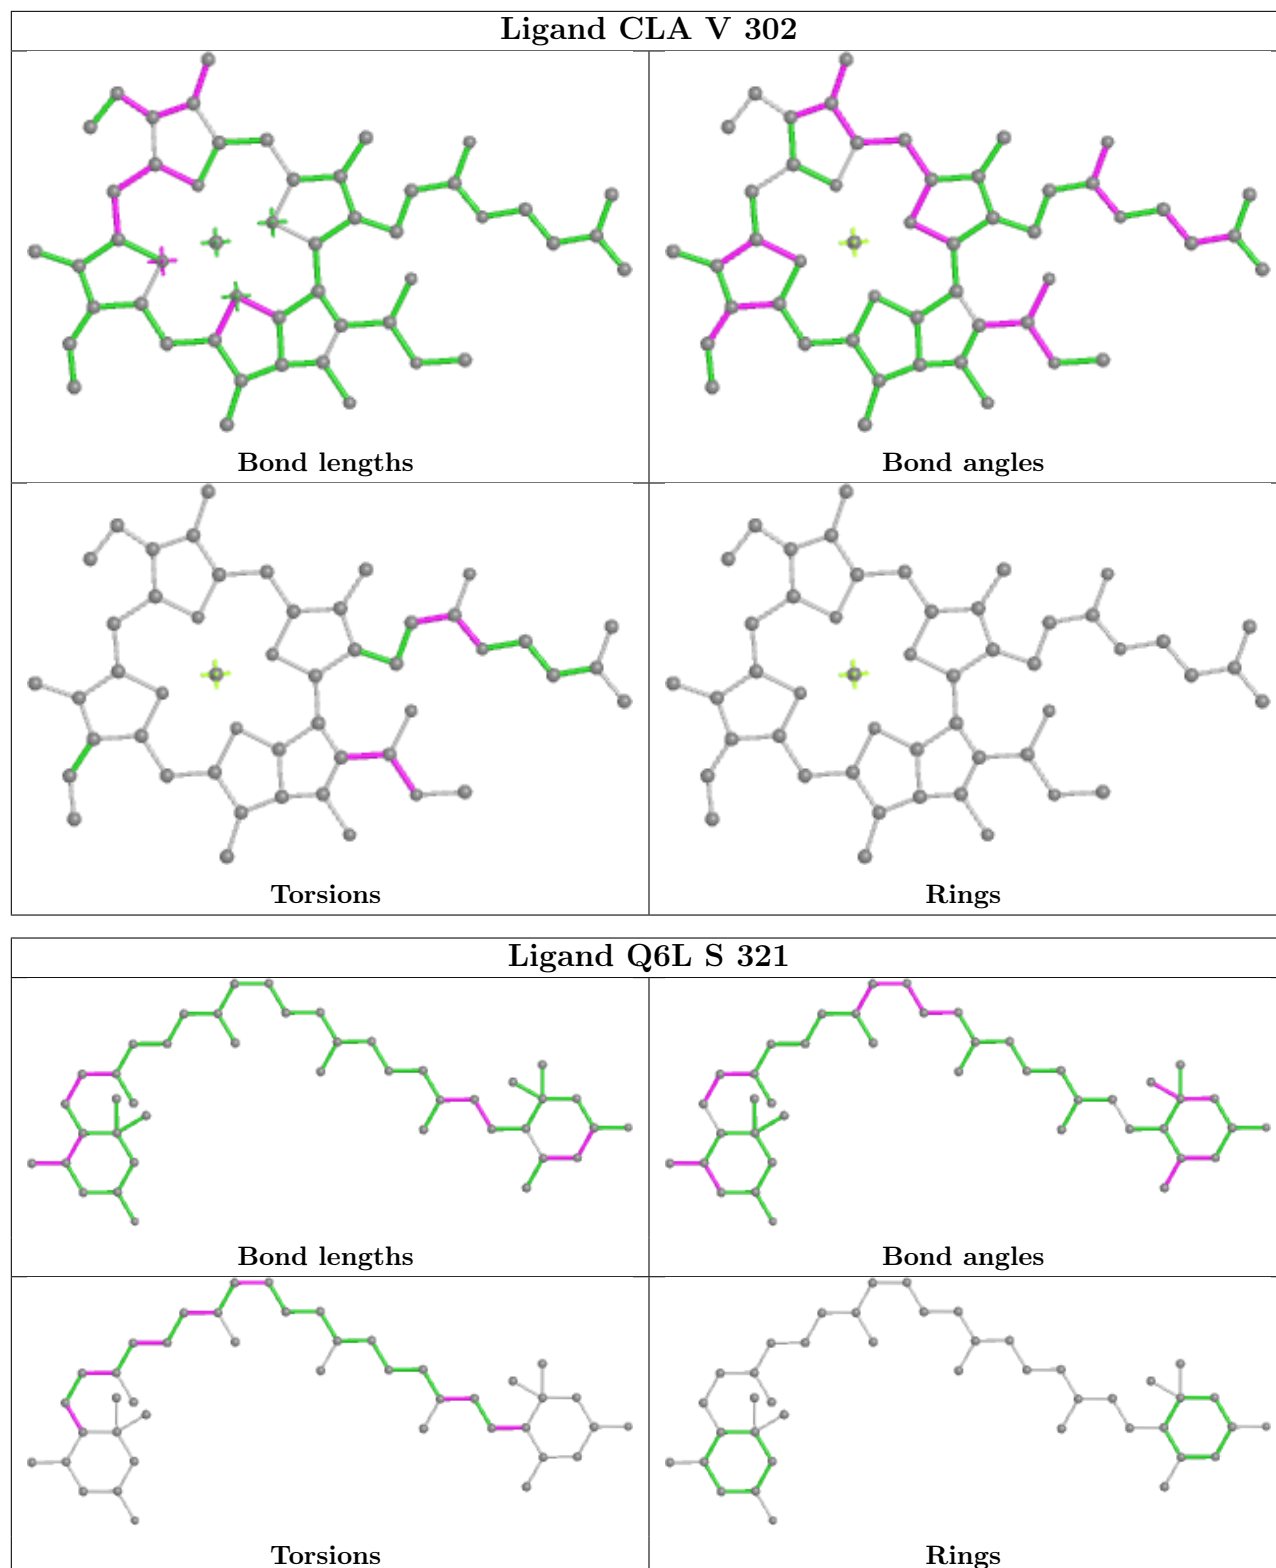 Ligand CLA V 302
Bond lengths
Bond angles
Torsions
Rings
Ligand Q6L S 321
Bond lengths
Bond angles
Torsions
Rings